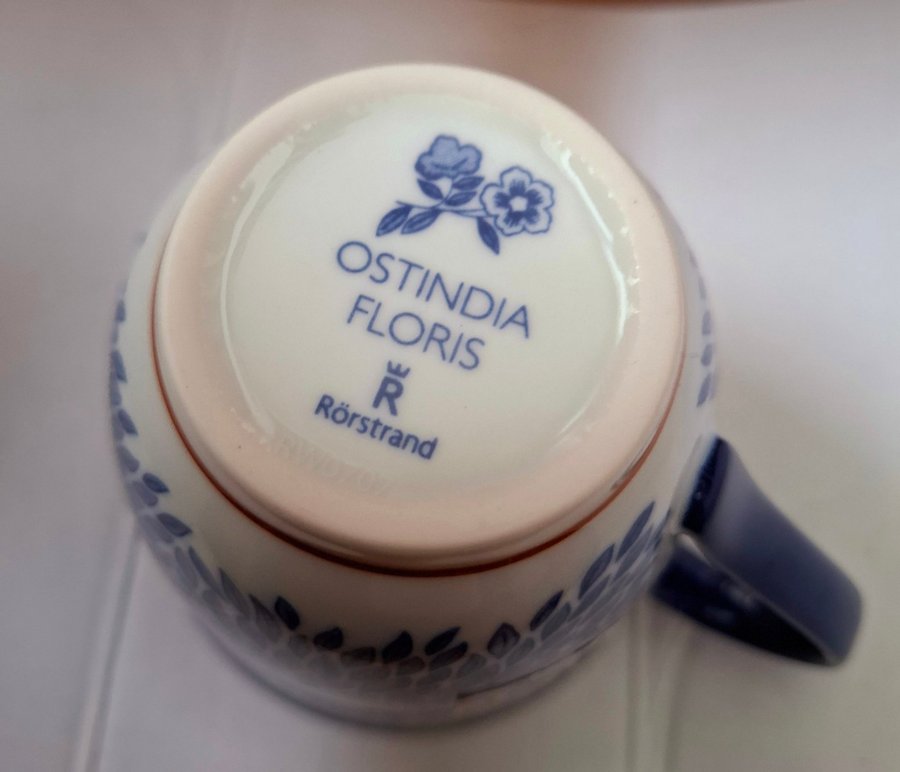 OSTINDIA
FLORIS
R
Rörstrand